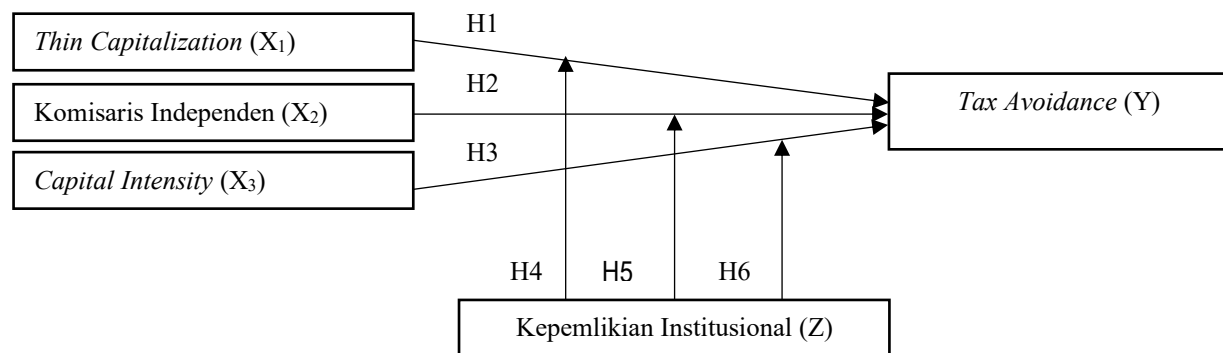 H1
Thin Capitalization (X₁)
H2
Komisaris Independen (X₂)
Tax Avoidance (Y)
H3
Capital Intensity (X₃)
H4 H5 H6
Kepemlikian Institusional (Z)